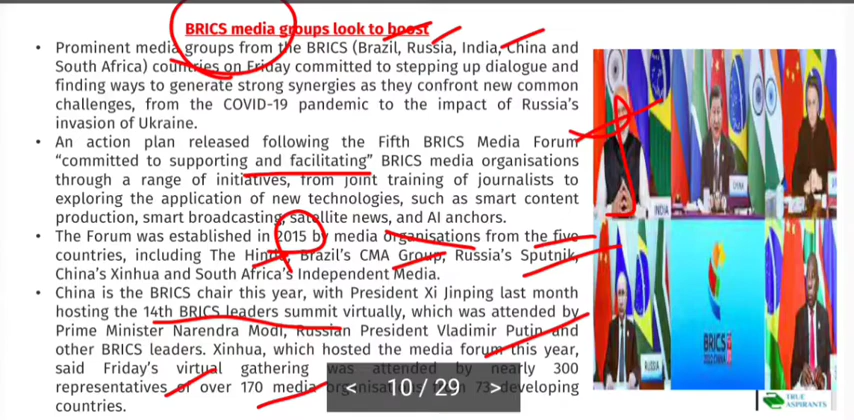 BRICS media groups look to boost
• Prominent media groups from the BRICS (Brazil, Russia, India, China and
South Africa) countries on Friday committed to stepping up dialogue and
finding ways to generate strong synergies as they confront new common
challenges, from the COVID-19 pandemic to the impact of Russia's
invasion of Ukraine.
• An action plan released following the Fifth BRICS Media Forum
“committed to supporting and facilitating” BRICS media organisations
through a range of initiatives, from joint training of journalists to
exploring the application of new technologies, such as smart content
production, smart broadcasting, satellite news, and AI anchors.
• The Forum was established in 2015 by media organisations from the five
countries, including The Hindu, Brazil's CMA Group, Russia's Sputnik,
China's Xinhua and South Africa's Independent Media.
• China is the BRICS chair this year, with President Xi Jinping last month
hosting the 14th BRICS leaders summit virtually, which was attended by
Prime Minister Narendra Modi, Russian President Vladimir Putin and
other BRICS leaders. Xinhua, which hosted the media forum this year,
said Friday's virtual gathering was attended by nearly 300
representatives of over 170 media organisations 73 developing
countries.
< 10 / 29 >
INDIA
CHINA
RUSSIA
BRICS
CHINA
TRUE
ASPIRANTS